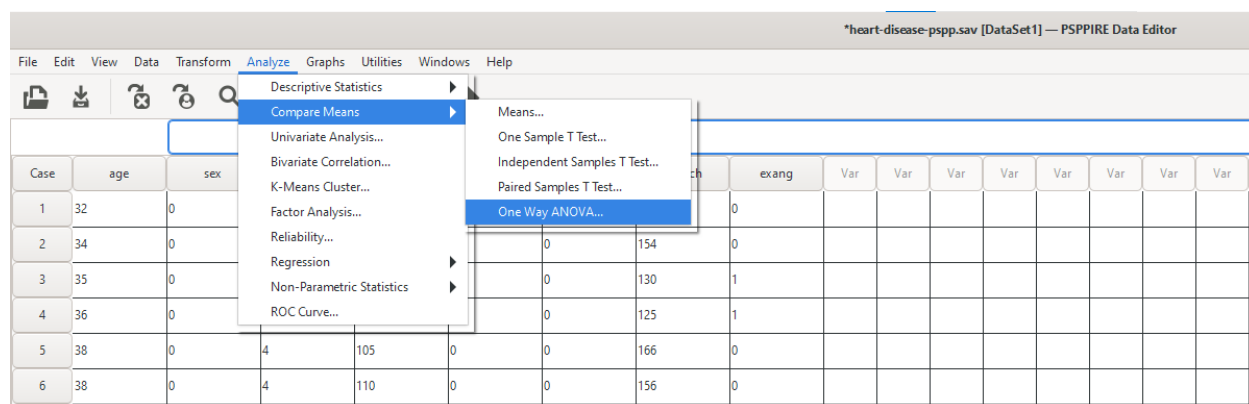 *heart-disease-pspp.sav [DataSet1] — PSPPIRE Data Editor
File Edit View Data Transform Analyze Graphs Utilities Windows Help
Descriptive Statistics
Compare Means
Univariate Analysis...
Bivariate Correlation...
K-Means Cluster...
Factor Analysis...
Reliability...
Regression
Non-Parametric Statistics
ROC Curve...
Means...
One Sample T Test...
Independent Samples T Test...
Paired Samples T Test...
One Way ANOVA...
Case age sex ch exang Var Var Var Var Var Var Var Var
1 32 0 0
2 34 0 0 154 0
3 35 0 0 130 1
4 36 0 0 125 1
5 38 0 4 105 0 0 166 0
6 38 0 4 110 0 0 156 0